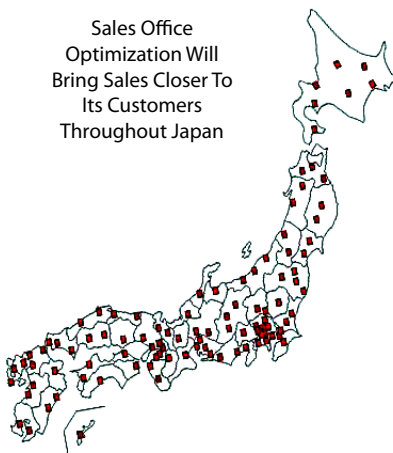 Sales Office
Optimization Will
Bring Sales Closer To
Its Customers
Throughout Japan